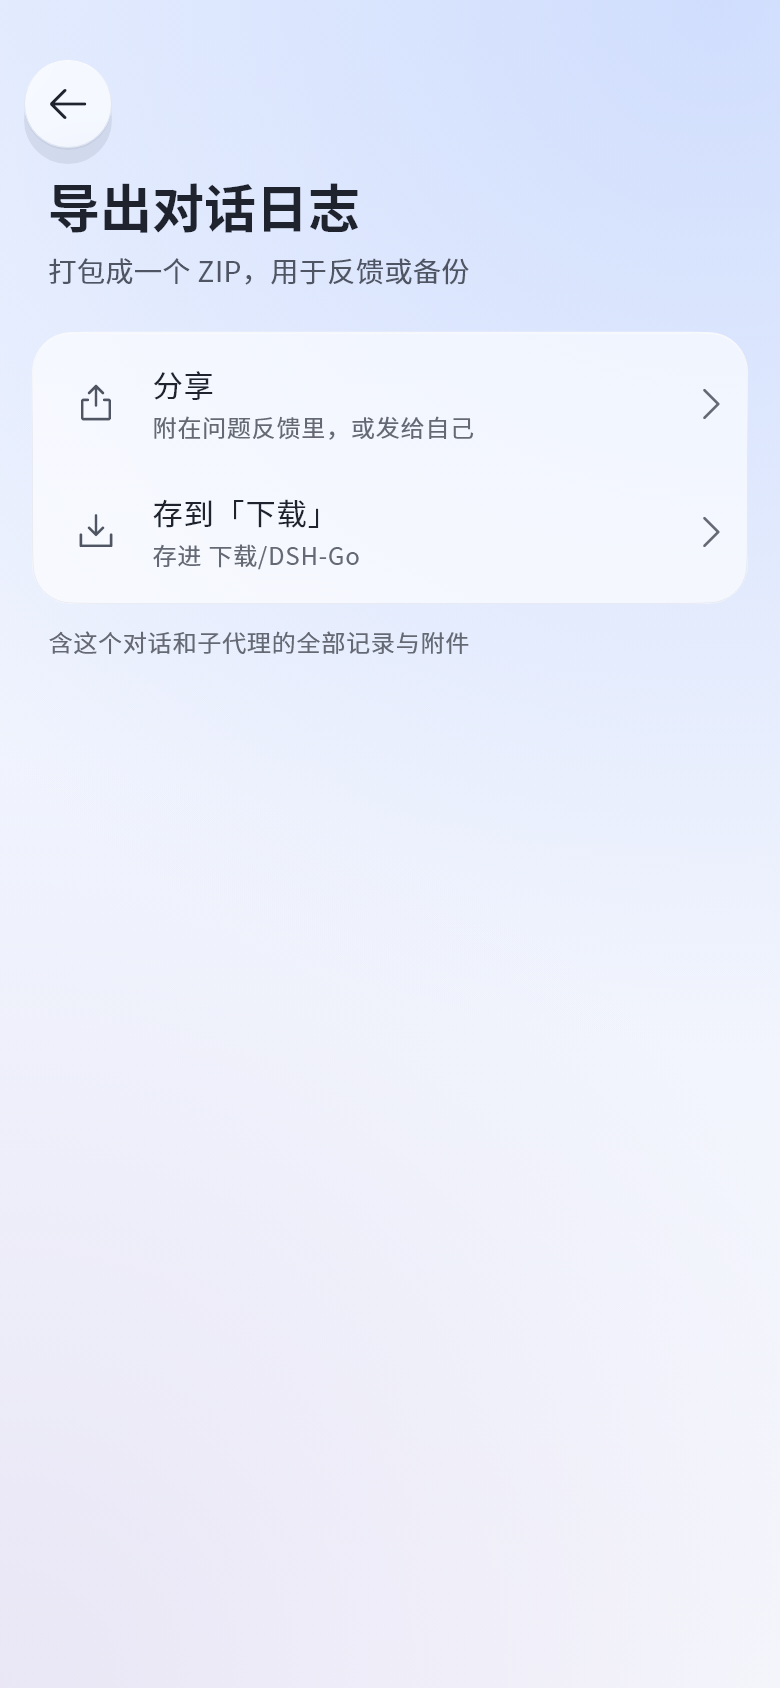 导出对话日志
打包成一个 ZIP，用于反馈或备份
分享
附在问题反馈里，或发给自己
存到「下载」
存进 下载/DSH-Go
含这个对话和子代理的全部记录与附件